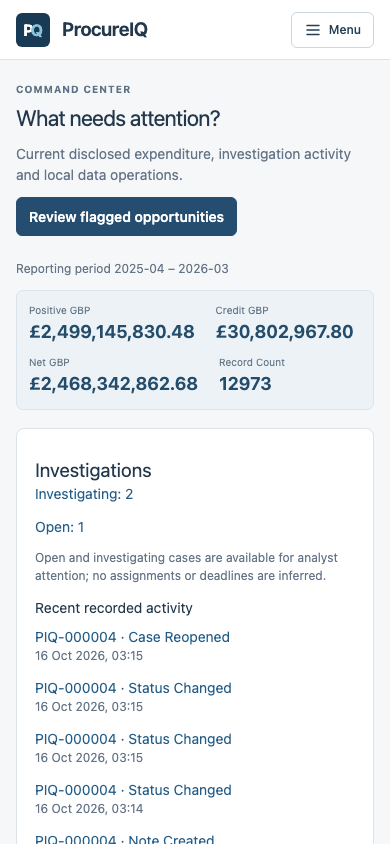 PQ ProcureIQ Menu
COMMAND CENTER
What needs attention?
Current disclosed expenditure, investigation activity
and local data operations.
Review flagged opportunities
Reporting period 2025-04 – 2026-03
Positive GBP Credit GBP
£2,499,145,830.48 £30,802,967.80
Net GBP Record Count
£2,468,342,862.68 12973
Investigations
Investigating: 2
Open: 1
Open and investigating cases are available for analyst
attention; no assignments or deadlines are inferred.
Recent recorded activity
PIQ-000004 · Case Reopened
16 Oct 2026, 03:15
PIQ-000004 · Status Changed
16 Oct 2026, 03:15
PIQ-000004 · Status Changed
16 Oct 2026, 03:15
PIQ-000004 · Status Changed
16 Oct 2026, 03:14
PIQ-000004 · Note Created